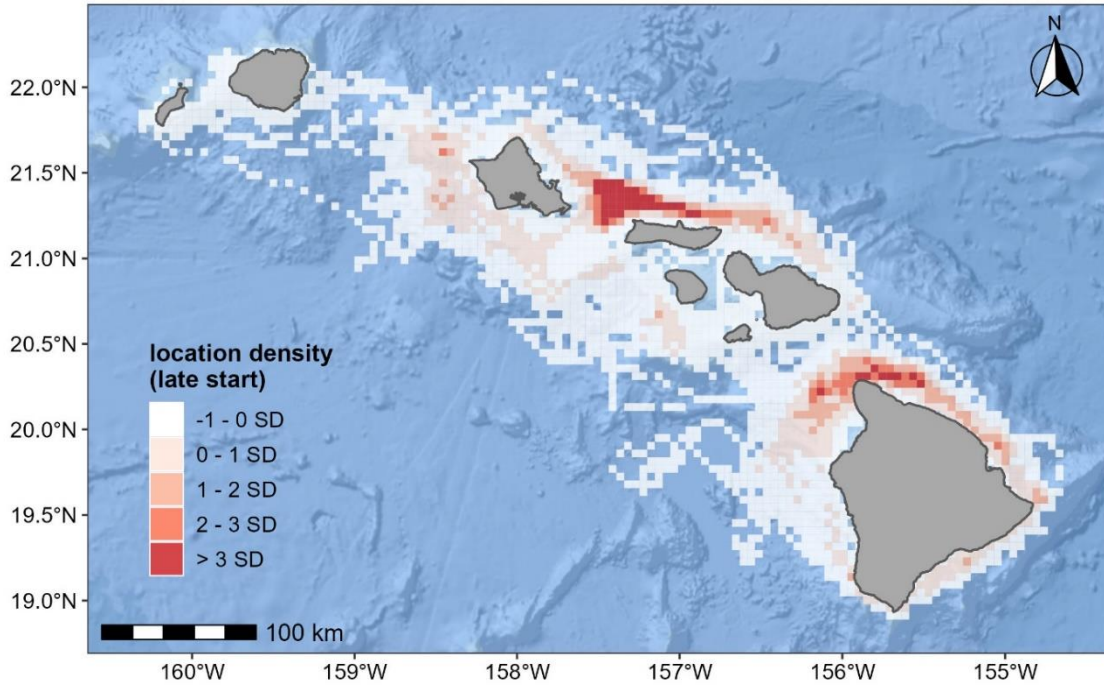 N
22.0°N
21.5°N
21.0°N
20.5°N
20.0°N
19.5°N
19.0°N
location density
(late start)
-1 - 0 SD
0 - 1 SD
1 - 2 SD
2 - 3 SD
> 3 SD
100 km
160°W
159°W
158°W
157°W
156°W
155°W